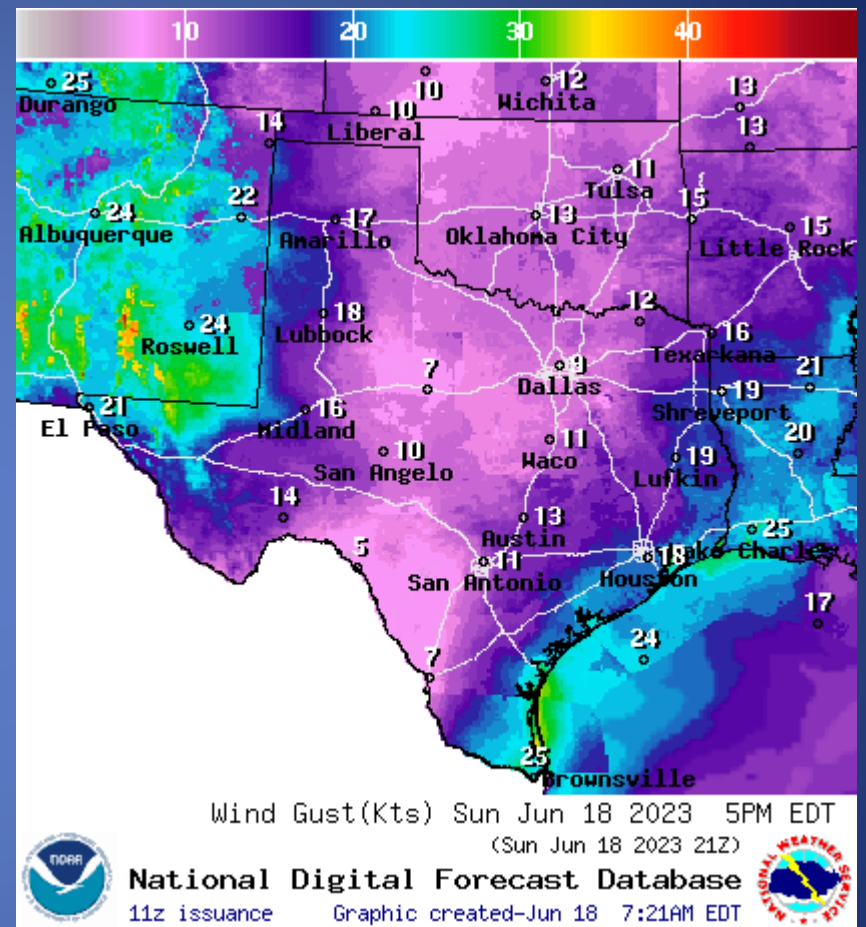 10 20 30 40
25
Durango
10
12
Wichita
13
10
Liberal
14
13
11
Tulsa
24
Albuquerque
22
17
Amarillo
13
Oklahoma City
15
15
Little Rock
24
Roswell
18
Lubbock
12
16
Texarkana
7
9
Dallas
19
Shreveport
21
21
El Paso
16
Midland
10
San Angelo
11
Waco
19
Lufkin
20
14
13
Austin
25
Lake Charles
5
11
San Antonio
18
Houston
17
24
7
25
Brownsville
Wind Gust(Kts) Sun Jun 18 2023 5PM EDT
(Sun Jun 18 2023 21Z)
NOAA
National Digital Forecast Database
11z issuance Graphic created-Jun 18 7:21AM EDT
NATIONAL WEATHER SERVICE